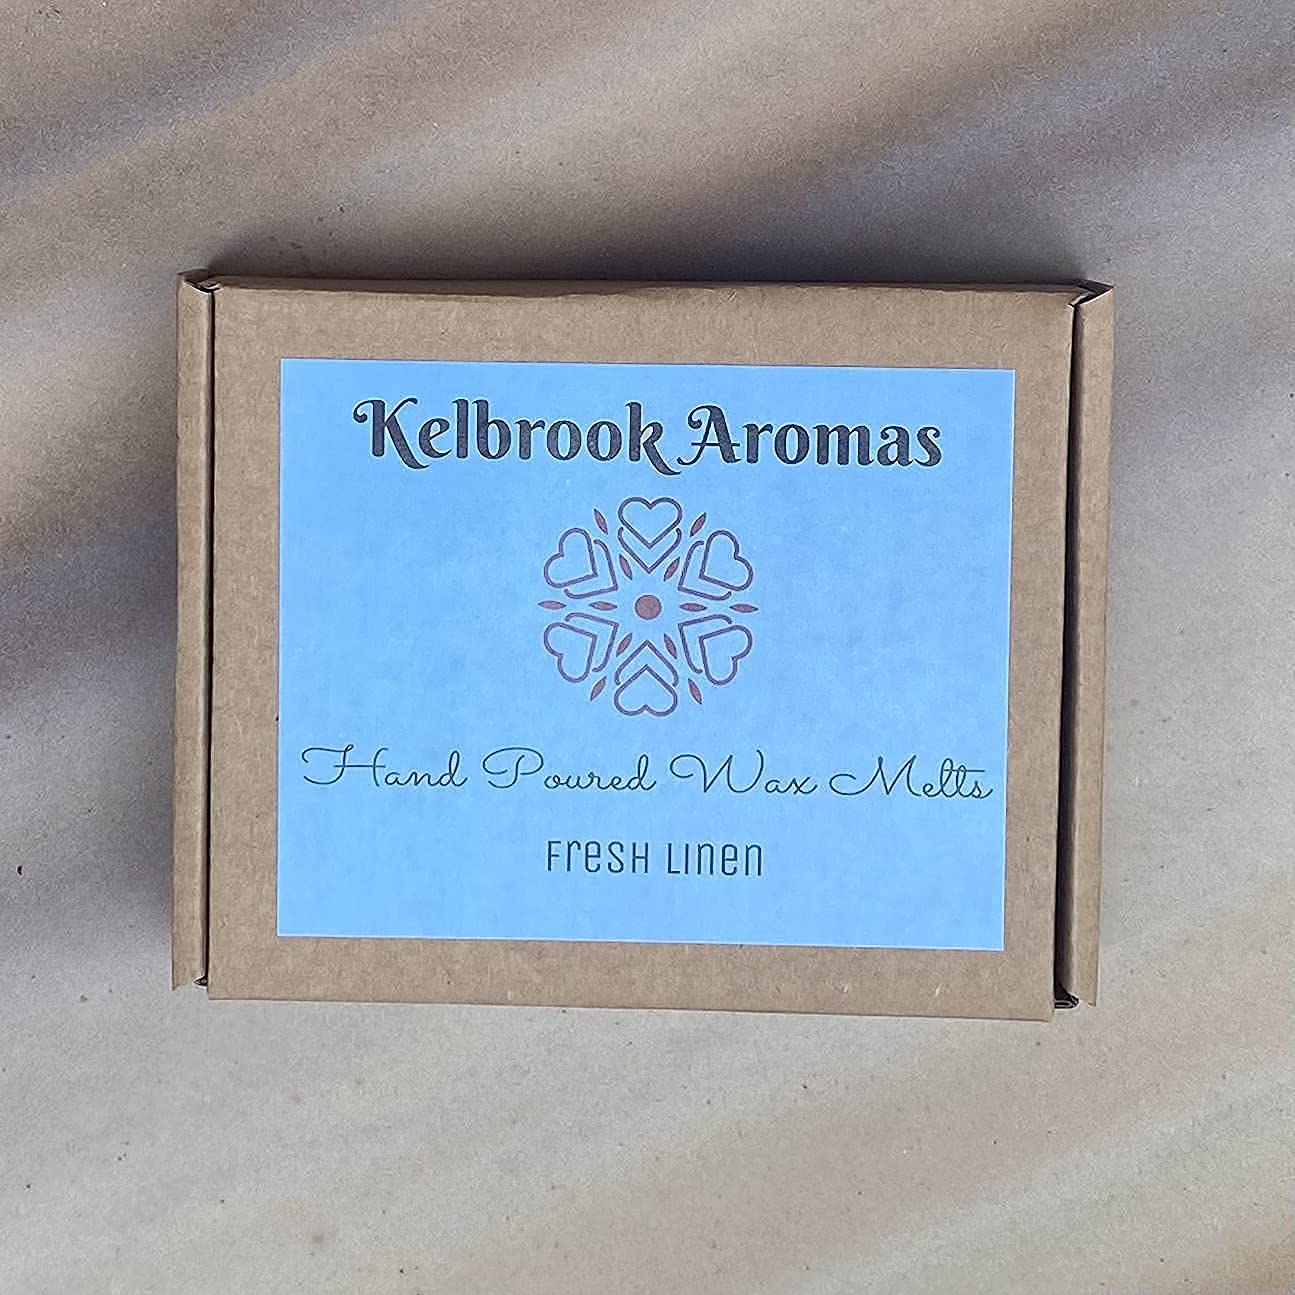 Kelbrook Aromas
Hand Poured Wax Melts
Fresh Linen